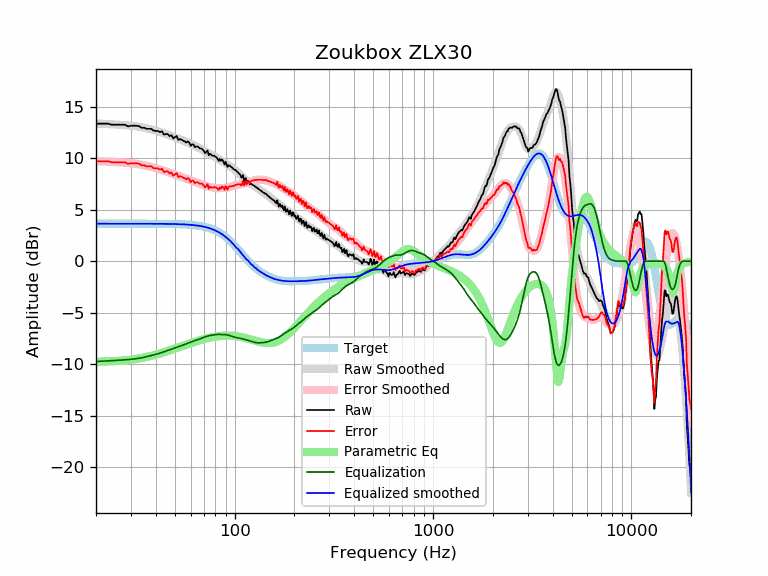 Zoukbox ZLX30
Amplitude (dBr)
15
10
5
0
−5
−10
−15
−20
Target
Raw Smoothed
Error Smoothed
Raw
Error
Parametric Eq
Equalization
Equalized smoothed
100
1000
10000
Frequency (Hz)